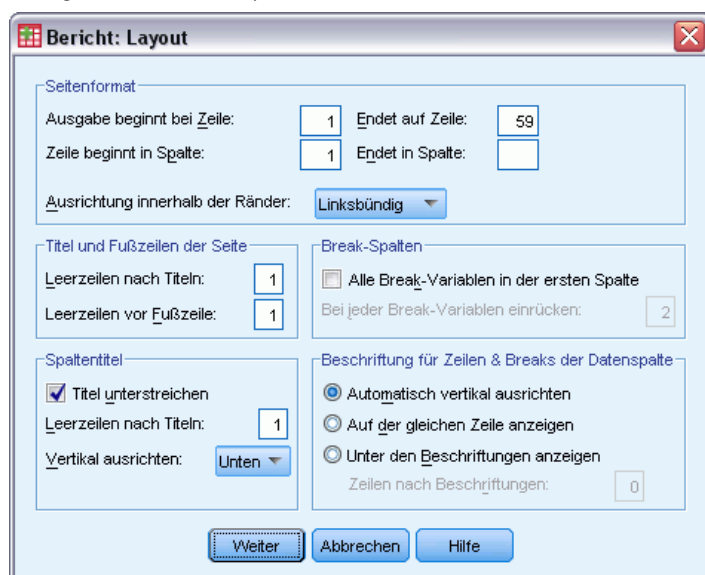 Bericht: Layout
Seitenformat
Ausgabe beginnt bei Zeile: 1 Endet auf Zeile: 59
Zeile beginnt in Spalte: 1 Endet in Spalte:
Ausrichtung innerhalb der Ränder: Linksbündig
Titel und Fußzeilen der Seite
Leerzeilen nach Titeln: 1
Leerzeilen vor Fußzeile: 1
Break-Spalten
Alle Break-Variablen in der ersten Spalte
Bei jeder Break-Variablen einrücken: 2
Spaltentitel
Titel unterstreichen
Leerzeilen nach Titeln: 1
Vertikal ausrichten: Unten
Beschriftung für Zeilen & Breaks der Datenspalte
Automatisch vertikal ausrichten
Auf der gleichen Zeile anzeigen
Unter den Beschriftungen anzeigen
Zeilen nach Beschriftungen: 0
Weiter Abbrechen Hilfe